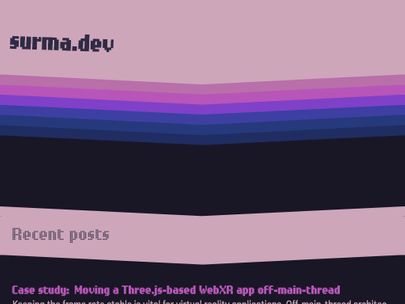 surma.dev
Recent posts
Case study: Moving a Three.js-based WebXR app off-main-thread
Keeping the frame rate stable is vital for virtual reality applications. Off-main-thread architec